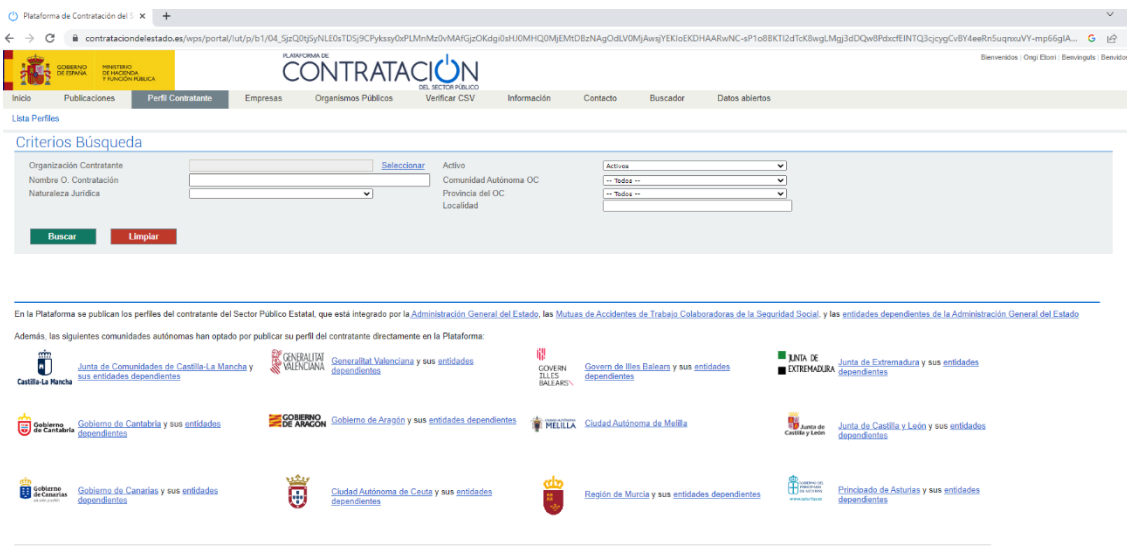 Plataforma de Contratación del S
contrataciondelestado.es/wps/portal/
GOBIERNO DE ESPAÑA
MINISTERIO DE HACIENDA Y FUNCIÓN PÚBLICA
PLATAFORMA DE
CONTRATACIÓN
DEL SECTOR PÚBLICO
Bienvenidos | Ongi Etorri | Benvinguts | Benvidos
Inicio Publicaciones Perfil Contratante Empresas Organismos Públicos Verificar CSV Información Contacto Buscador Datos abiertos
Lista Perfiles
Criterios Búsqueda
Organización Contratante Seleccionar Activo Activos
Nombre O. Contratación Comunidad Autónoma OC -- Todos --
Naturaleza Jurídica Provincia del OC -- Todos --
Localidad
Buscar Limpiar
En la Plataforma se publican los perfiles del contratante del Sector Público Estatal, que está integrado por la Administración General del Estado, las Mutuas de Accidentes de Trabajo Colaboradoras de la Seguridad Social, y las entidades dependientes de la Administración General del Estado
Además, las siguientes comunidades autónomas han optado por publicar su perfil del contratante directamente en la Plataforma:
Castilla-La Mancha
Junta de Comunidades de Castilla-La Mancha y
sus entidades dependientes
GENERALITAT
VALENCIANA
Generalitat Valenciana y sus entidades
dependientes
GOVERN
ILLES
BALEARS
Govern de Illes Balears y sus entidades
dependientes
JUNTA DE
EXTREMADURA
Junta de Extremadura y sus entidades
dependientes
Gobierno
de Cantabria
Gobierno de Cantabria y sus entidades
dependientes
GOBIERNO
DE ARAGON
Gobierno de Aragón y sus entidades dependientes
MELILLA
Ciudad Autónoma de Melilla
Junta de
Castilla y León
Junta de Castilla y León y sus entidades
dependientes
Gobierno
de Canarias
Gobierno de Canarias y sus entidades
dependientes
Ciudad Autónoma de Ceuta y sus entidades
dependientes
Región de Murcia y sus entidades dependientes
Principado de Asturias y sus entidades
dependientes